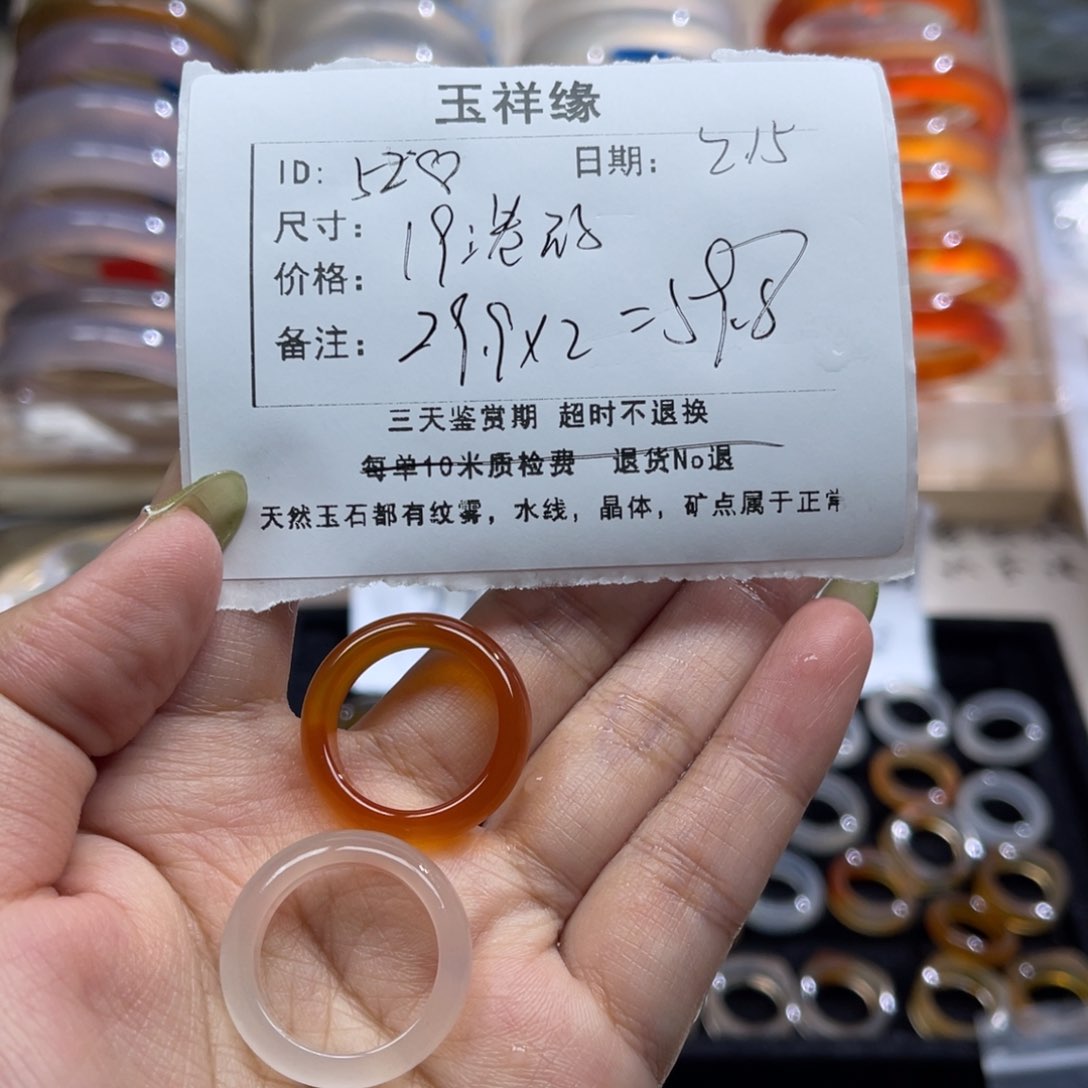 玉祥缘
ID: 520♡ 日期: 2.15
尺寸: 19港码
价格:
备注: 29.9x2=59.8
三天鉴赏期 超时不退换
每单10米质检费 退货No退
天然玉石都有纹雾，水线，晶体，矿点属于正常